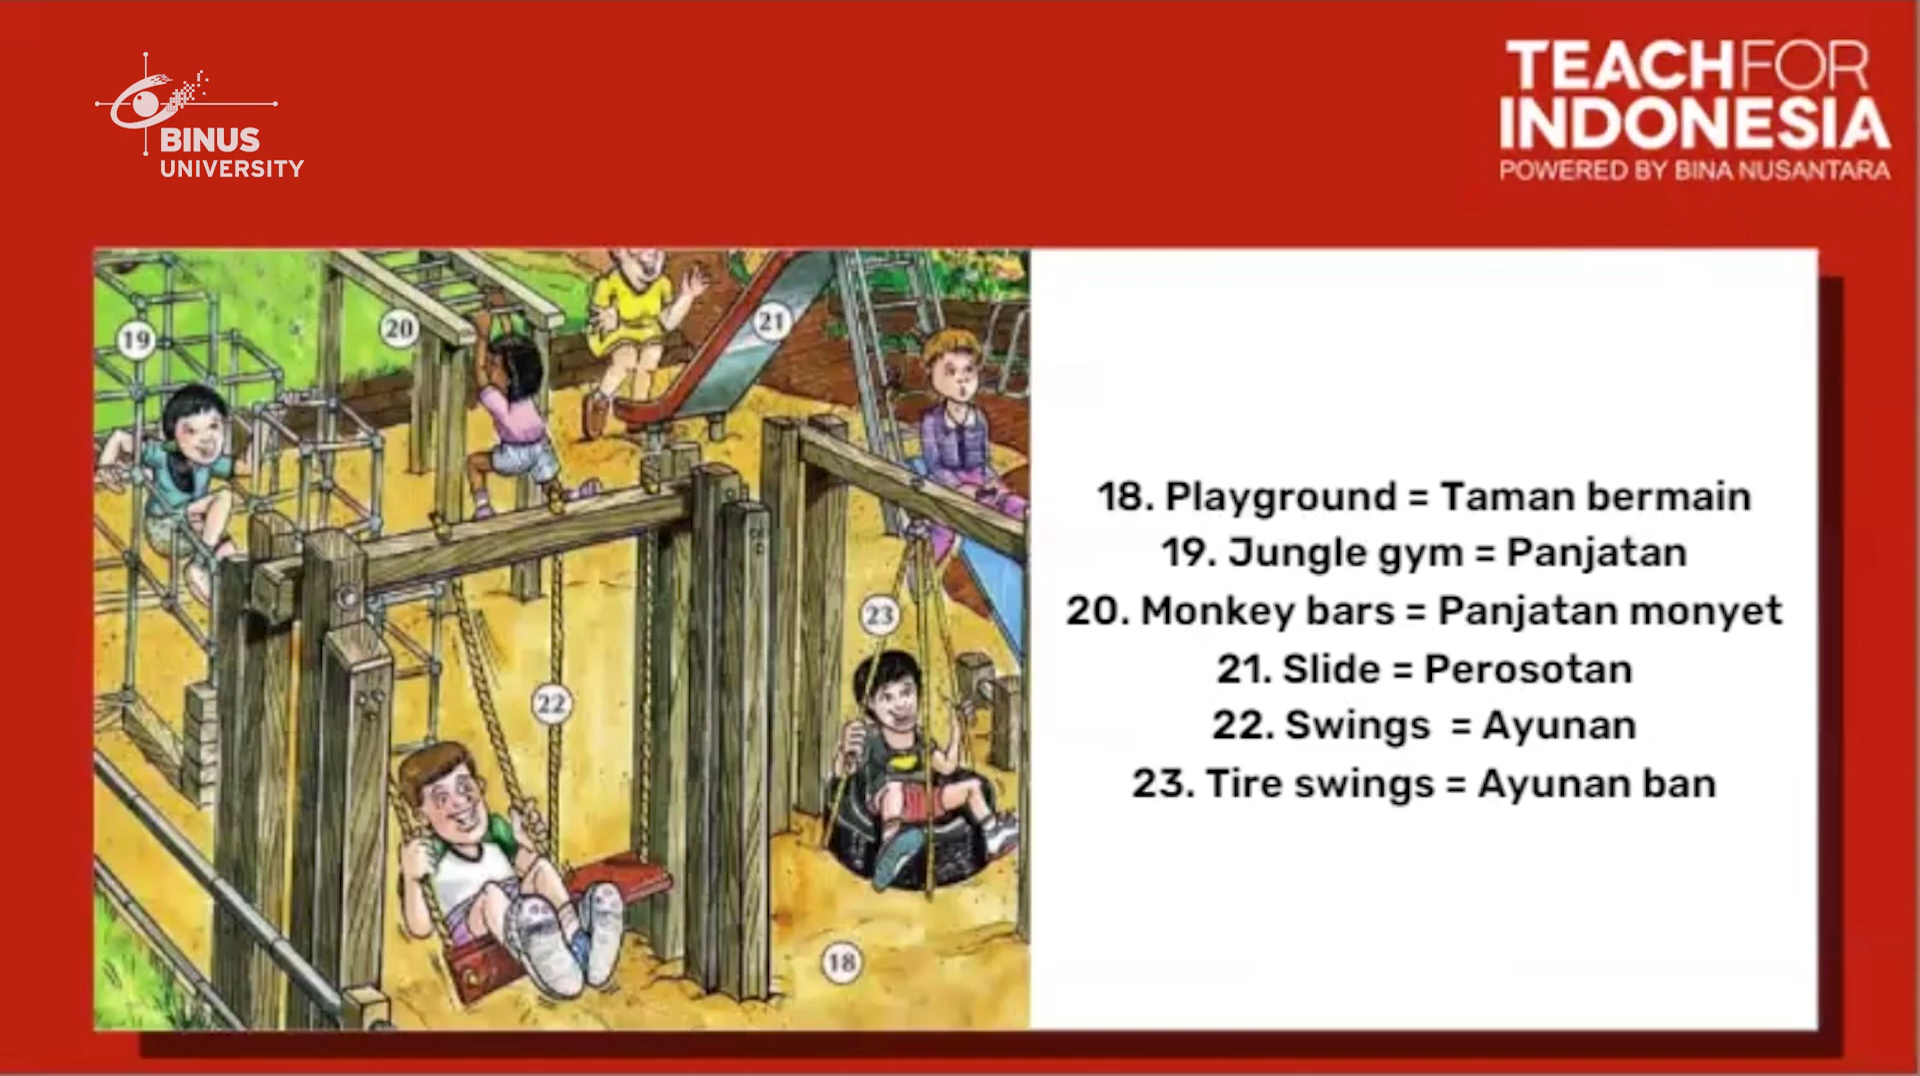 BINUS
UNIVERSITY
TEACHFOR
INDONESIA
POWERED BY BINA NUSANTARA
19
20
21
22
23
18
18. Playground = Taman bermain
19. Jungle gym = Panjatan
20. Monkey bars = Panjatan monyet
21. Slide = Perosotan
22. Swings = Ayunan
23. Tire swings = Ayunan ban